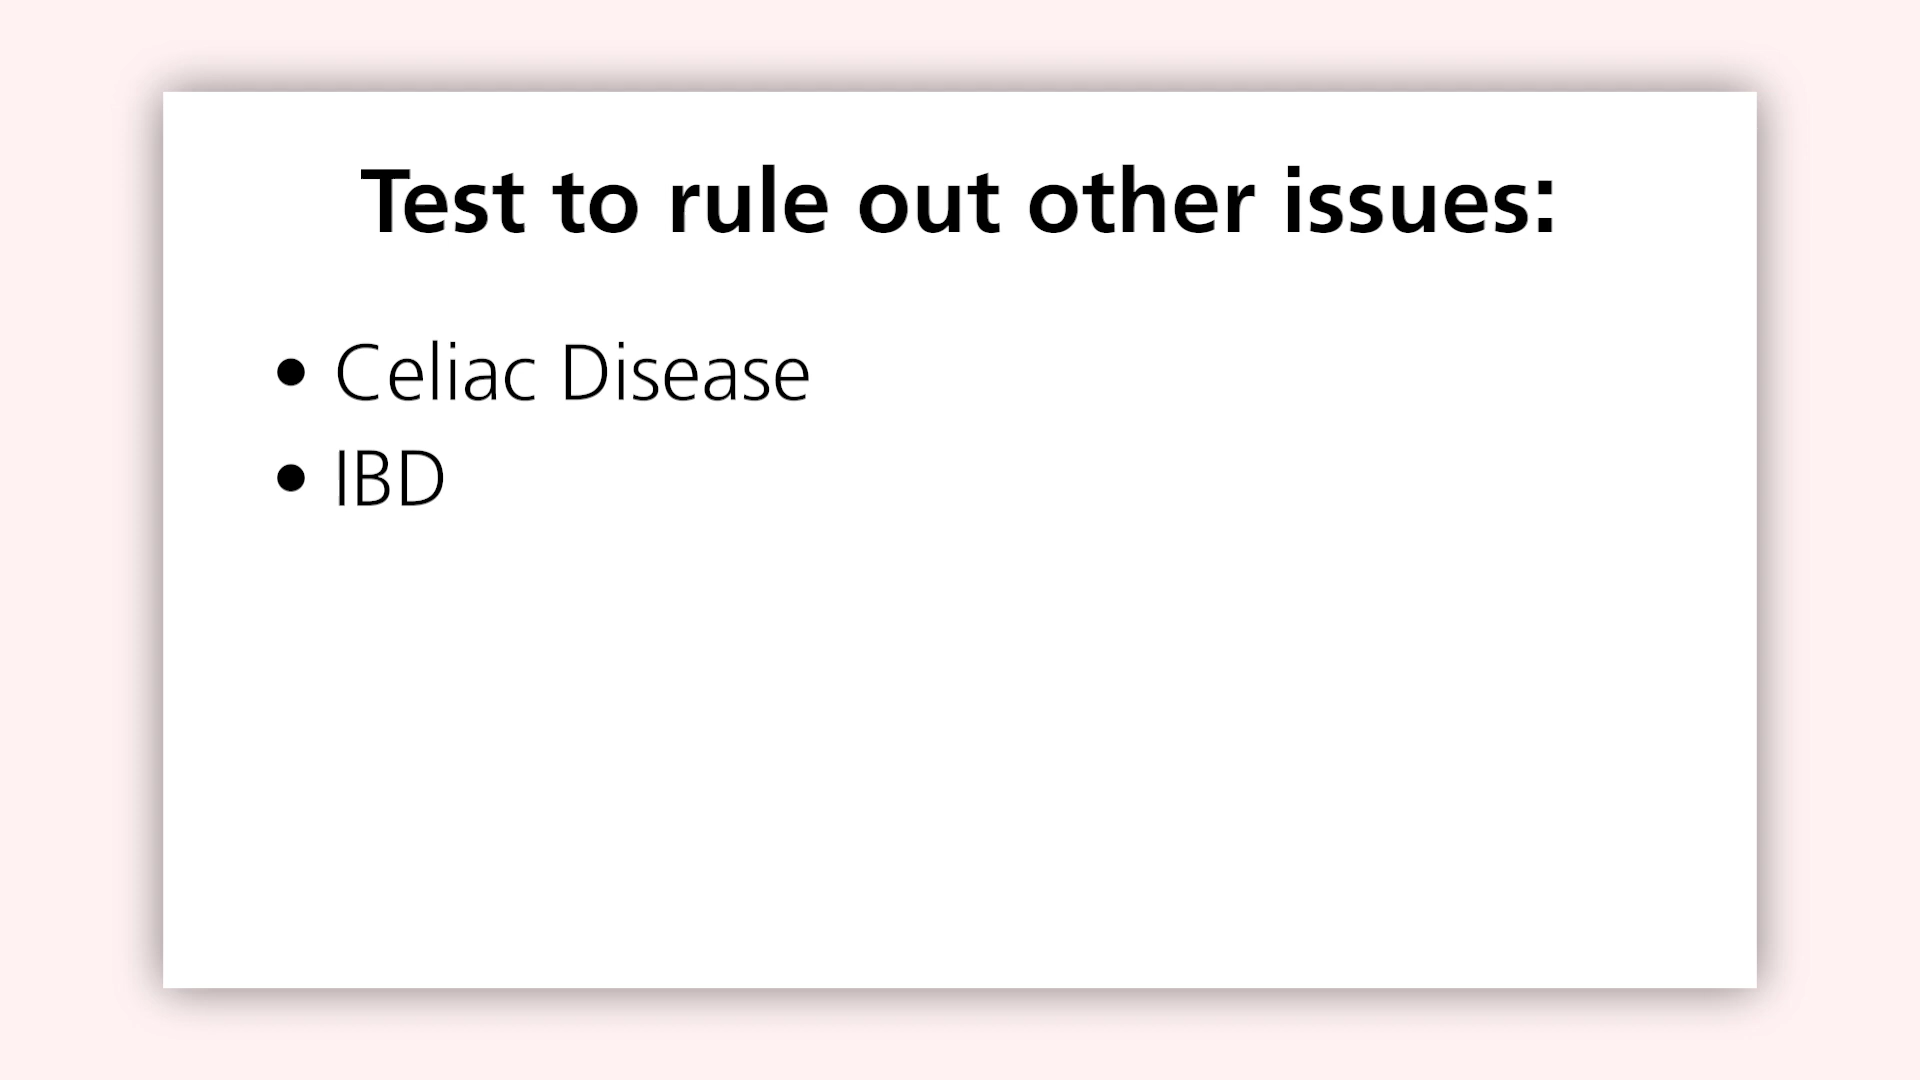 Test to rule out other issues:
• Celiac Disease
• IBD